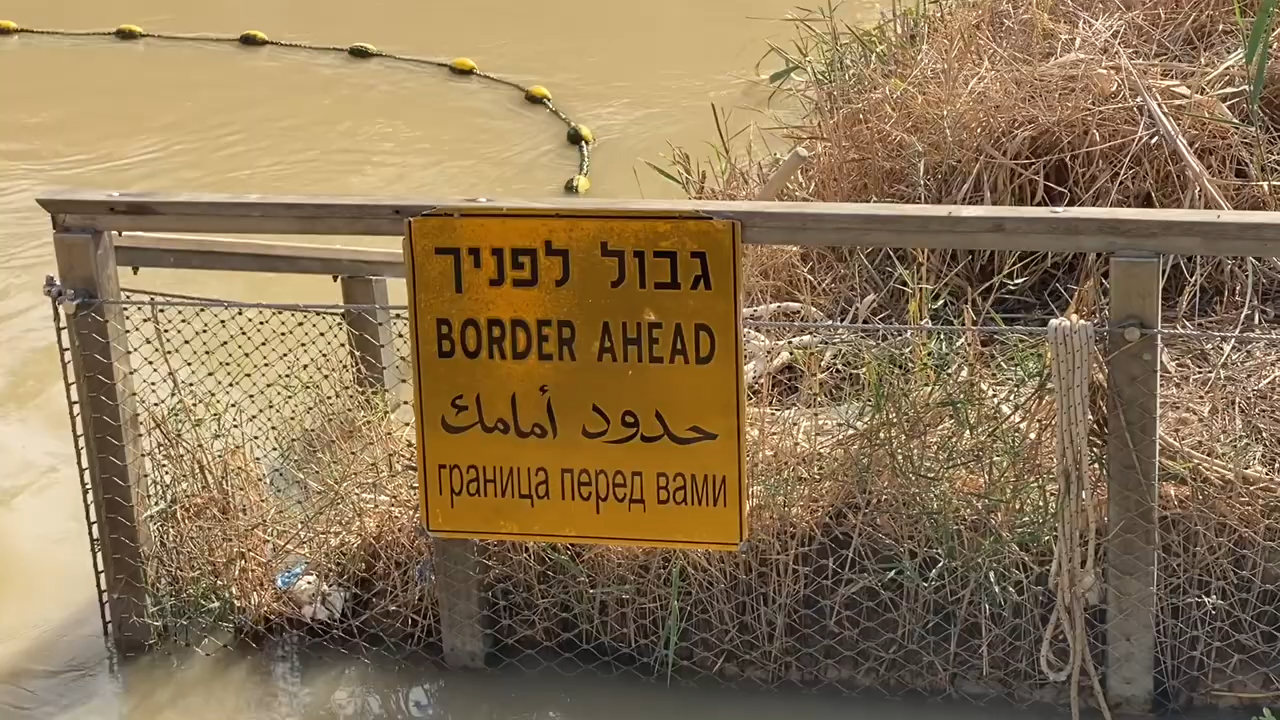 גבול לפניך
BORDER AHEAD
حدود أمامك
граница перед вами